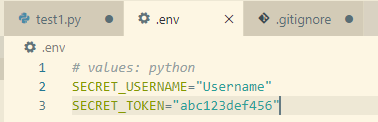 test1.py .env .gitignore
.env
1 # values: python
2 SECRET_USERNAME="Username"
3 SECRET_TOKEN="abc123def456"